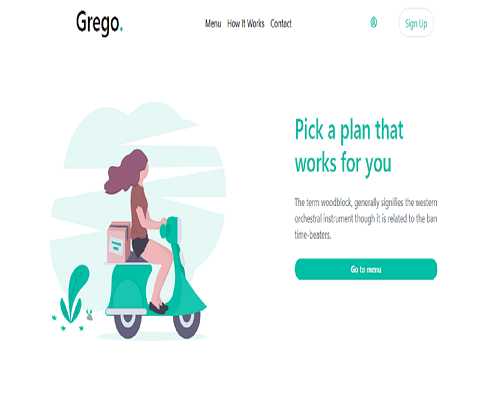 Grego.
Menu How It Works Contact
Sign Up
Pick a plan that
works for you
The term woodblock, generally signifies the western
orchestral instrument though it is related to the ban
time-beaters.
Go to menu